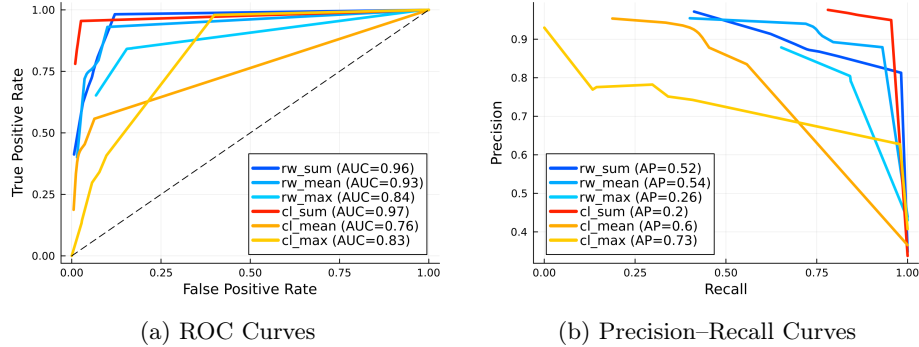 True Positive Rate
1.00
0.75
0.50
0.25
0.00
rw_sum (AUC=0.96)
rw_mean (AUC=0.93)
rw_max (AUC=0.84)
cl_sum (AUC=0.97)
cl_mean (AUC=0.76)
cl_max (AUC=0.83)
0.00 0.25 0.50 0.75 1.00
False Positive Rate
(a) ROC Curves
Precision
0.9
0.8
0.7
0.6
0.5
0.4
rw_sum (AP=0.52)
rw_mean (AP=0.54)
rw_max (AP=0.26)
cl_sum (AP=0.2)
cl_mean (AP=0.6)
cl_max (AP=0.73)
0.00 0.25 0.50 0.75 1.00
Recall
(b) Precision–Recall Curves